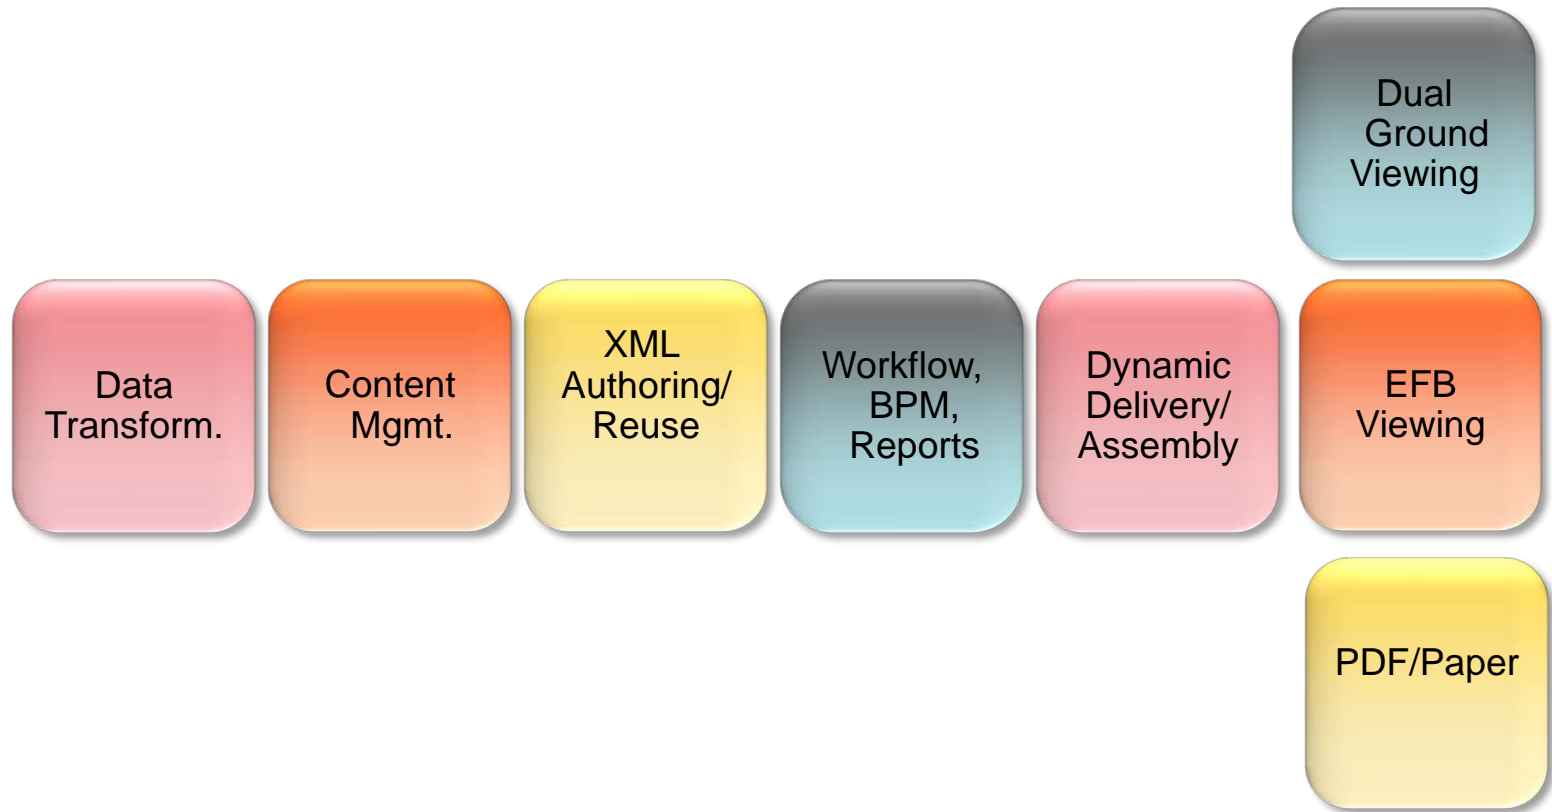 Dual
Ground
Viewing
Data
Transform.
Content
Mgmt.
XML
Authoring/
Reuse
Workflow,
BPM,
Reports
Dynamic
Delivery/
Assembly
EFB
Viewing
PDF/Paper